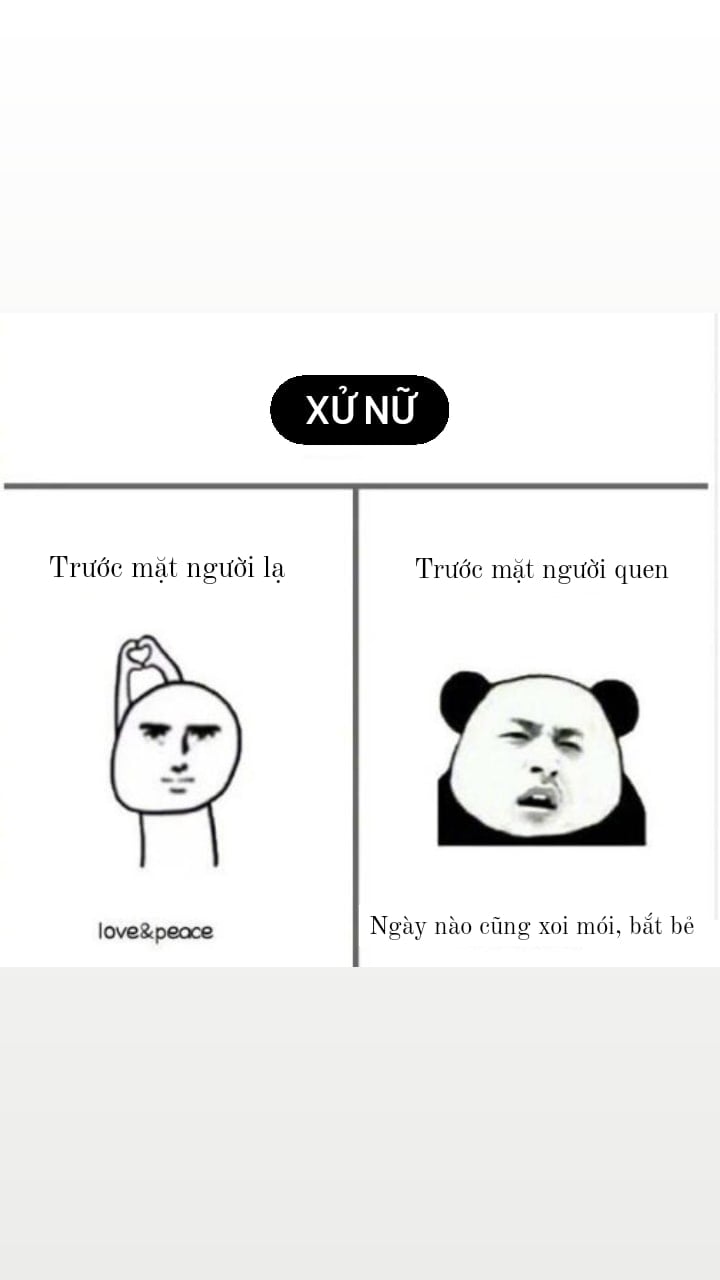 XỬ NỮ
Trước mặt người lạ
Trước mặt người quen
love&peace
Ngày nào cũng xoi mói, bắt bẻ